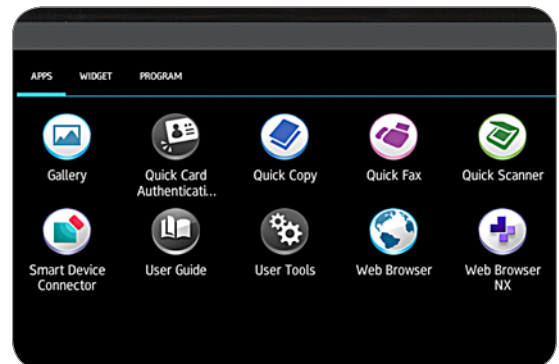 APPS WIDGET PROGRAM
Gallery Quick Card Authenticati... Quick Copy Quick Fax Quick Scanner
Smart Device Connector User Guide User Tools Web Browser Web Browser NX